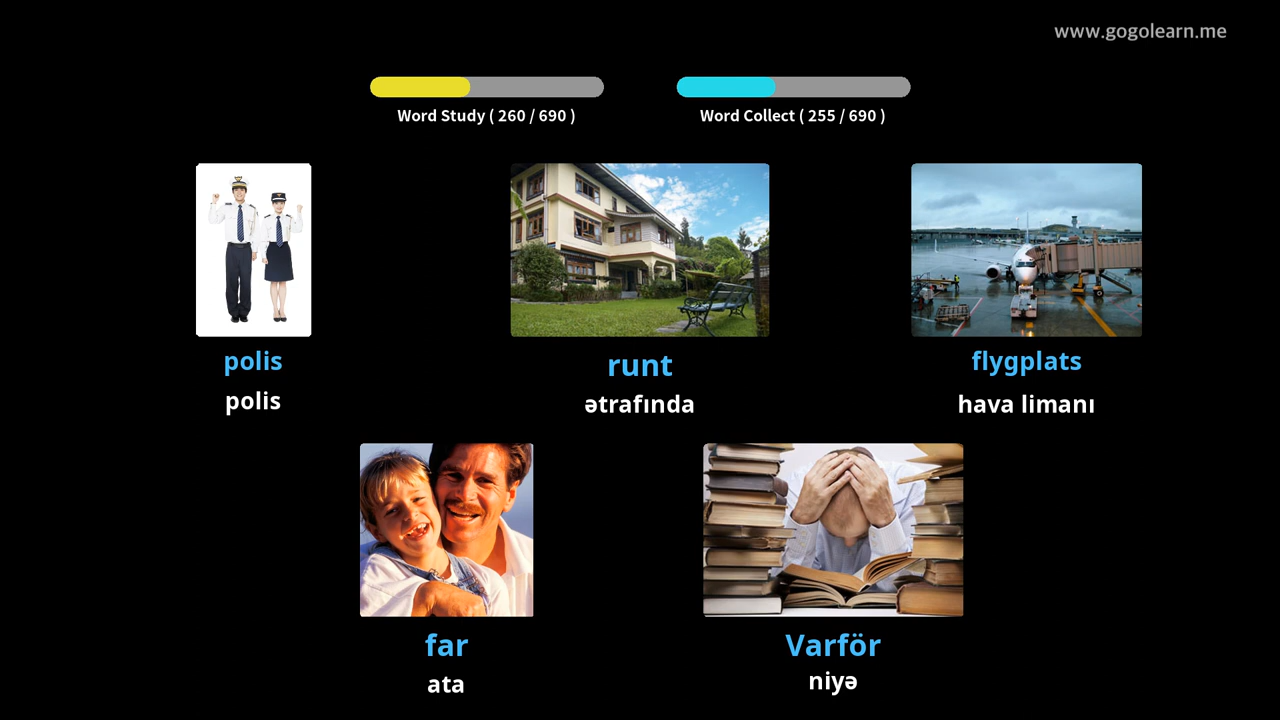 www.gogolearn.me
Word Study ( 260 / 690 )
Word Collect ( 255 / 690 )
polis
polis
runt
ətrafında
flygplats
hava limanı
far
ata
Varför
niyə